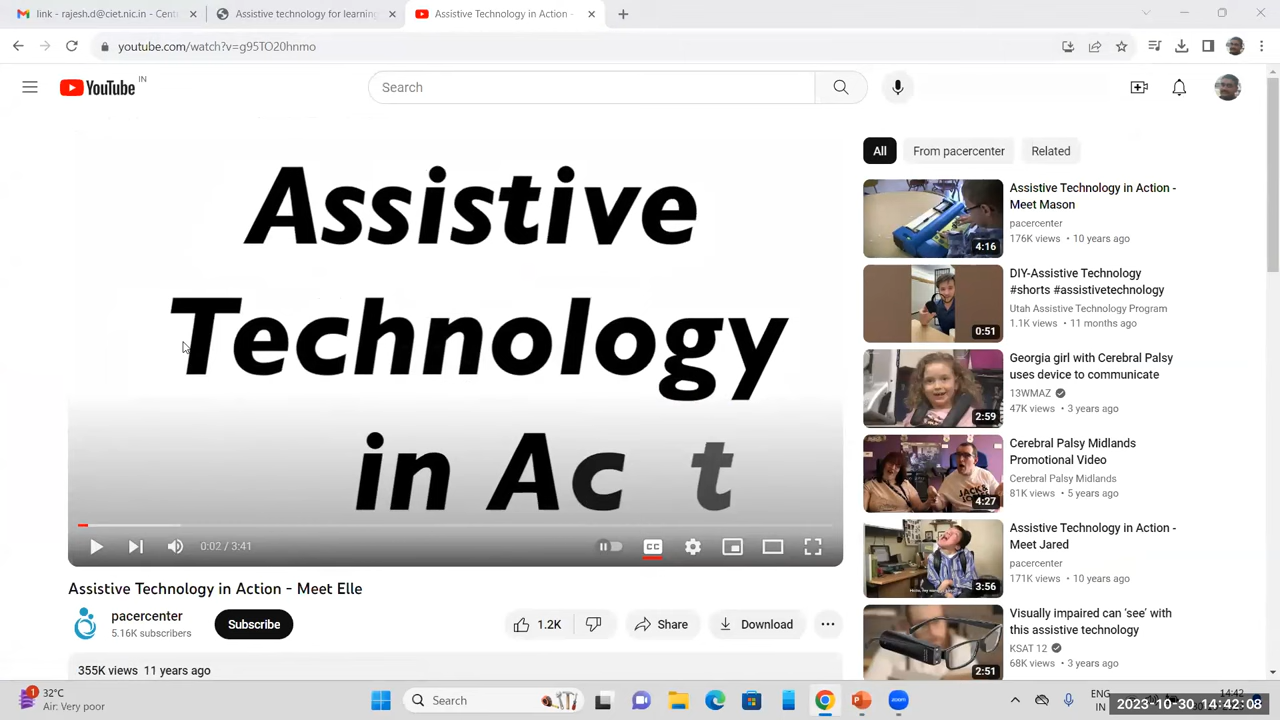 link - rajesh.d@ciet.nic.in - Cent
Assistive technology for learning
Assistive Technology in Action -
youtube.com/watch?v=g95TO20hnmo
YouTube IN
Search
Assistive
Technology
in Act
0:02 / 3:41
CC
Assistive Technology in Action - Meet Elle
pacercenter
5.16K subscribers
Subscribe
1.2K
Share
Download
355K views 11 years ago
All
From pacercenter
Related
Assistive Technology in Action -
Meet Mason
pacercenter
176K views • 10 years ago
4:16
DIY-Assistive Technology
#shorts #assistivetechnology
Utah Assistive Technology Program
1.1K views • 11 months ago
0:51
Georgia girl with Cerebral Palsy
uses device to communicate
13WMAZ
47K views • 3 years ago
2:59
Cerebral Palsy Midlands
Promotional Video
Cerebral Palsy Midlands
81K views • 5 years ago
4:27
Assistive Technology in Action -
Meet Jared
pacercenter
171K views • 10 years ago
3:56
Visually impaired can 'see' with
this assistive technology
KSAT 12
68K views • 3 years ago
2:51
1
32°C
Air: Very poor
Search
zoom
ENG
IN
14:42
2023-10-30 14:42:08